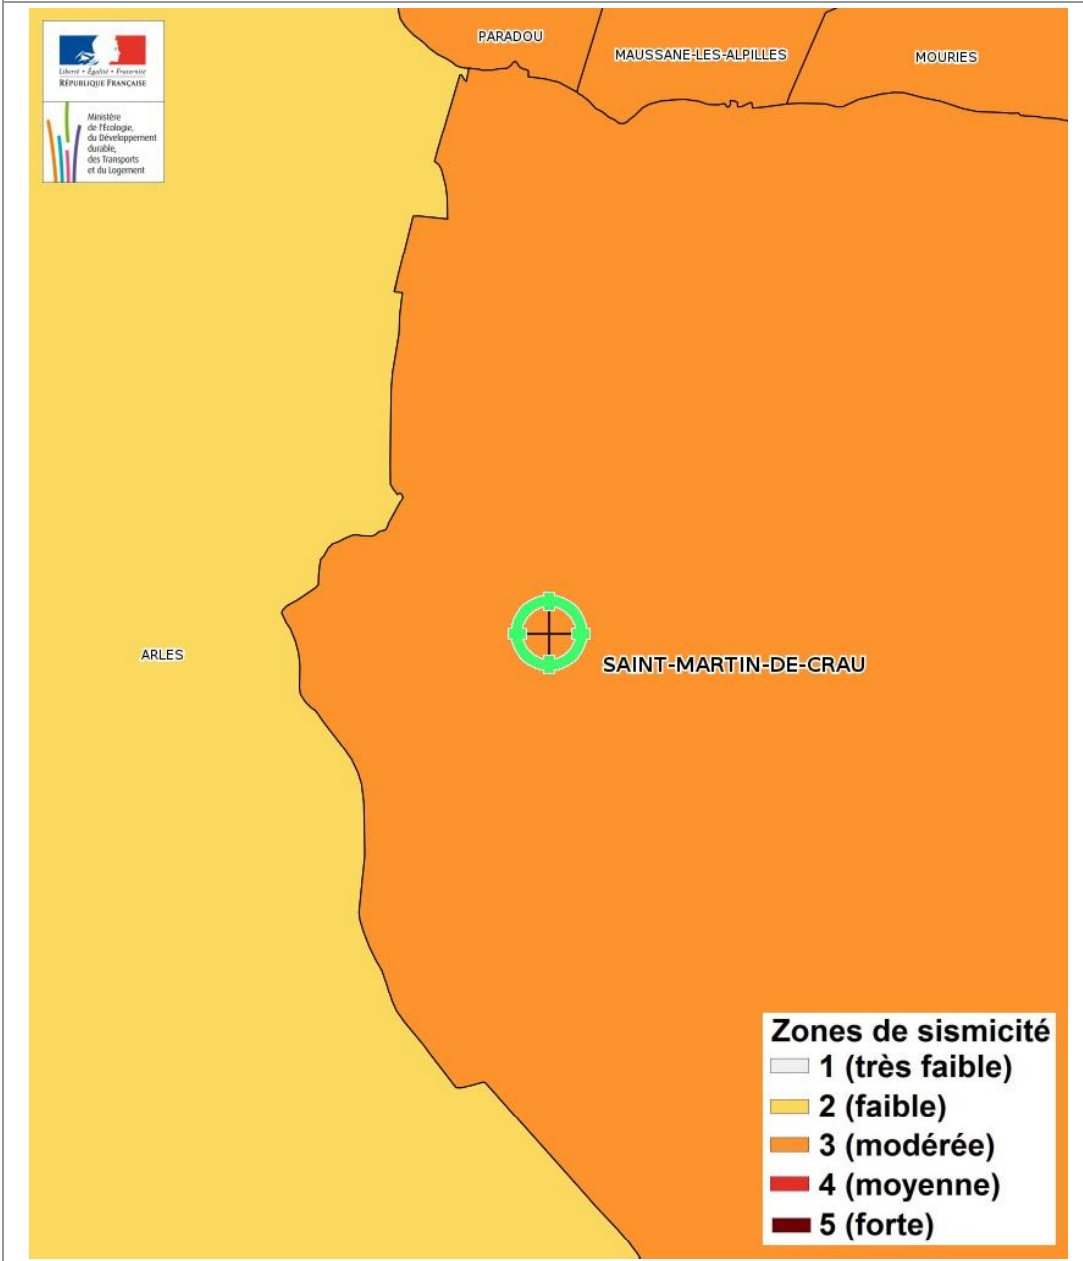 PARADOU
MAUSSANE-LES-ALPILLES
MOURIES
Liberté • Égalité • Fraternité
RÉPUBLIQUE FRANÇAISE
Ministère
de l'Écologie,
du Développement
durable,
des Transports
et du Logement
ARLES
SAINT-MARTIN-DE-CRAU
Zones de sismicité
1 (très faible)
2 (faible)
3 (modérée)
4 (moyenne)
5 (forte)